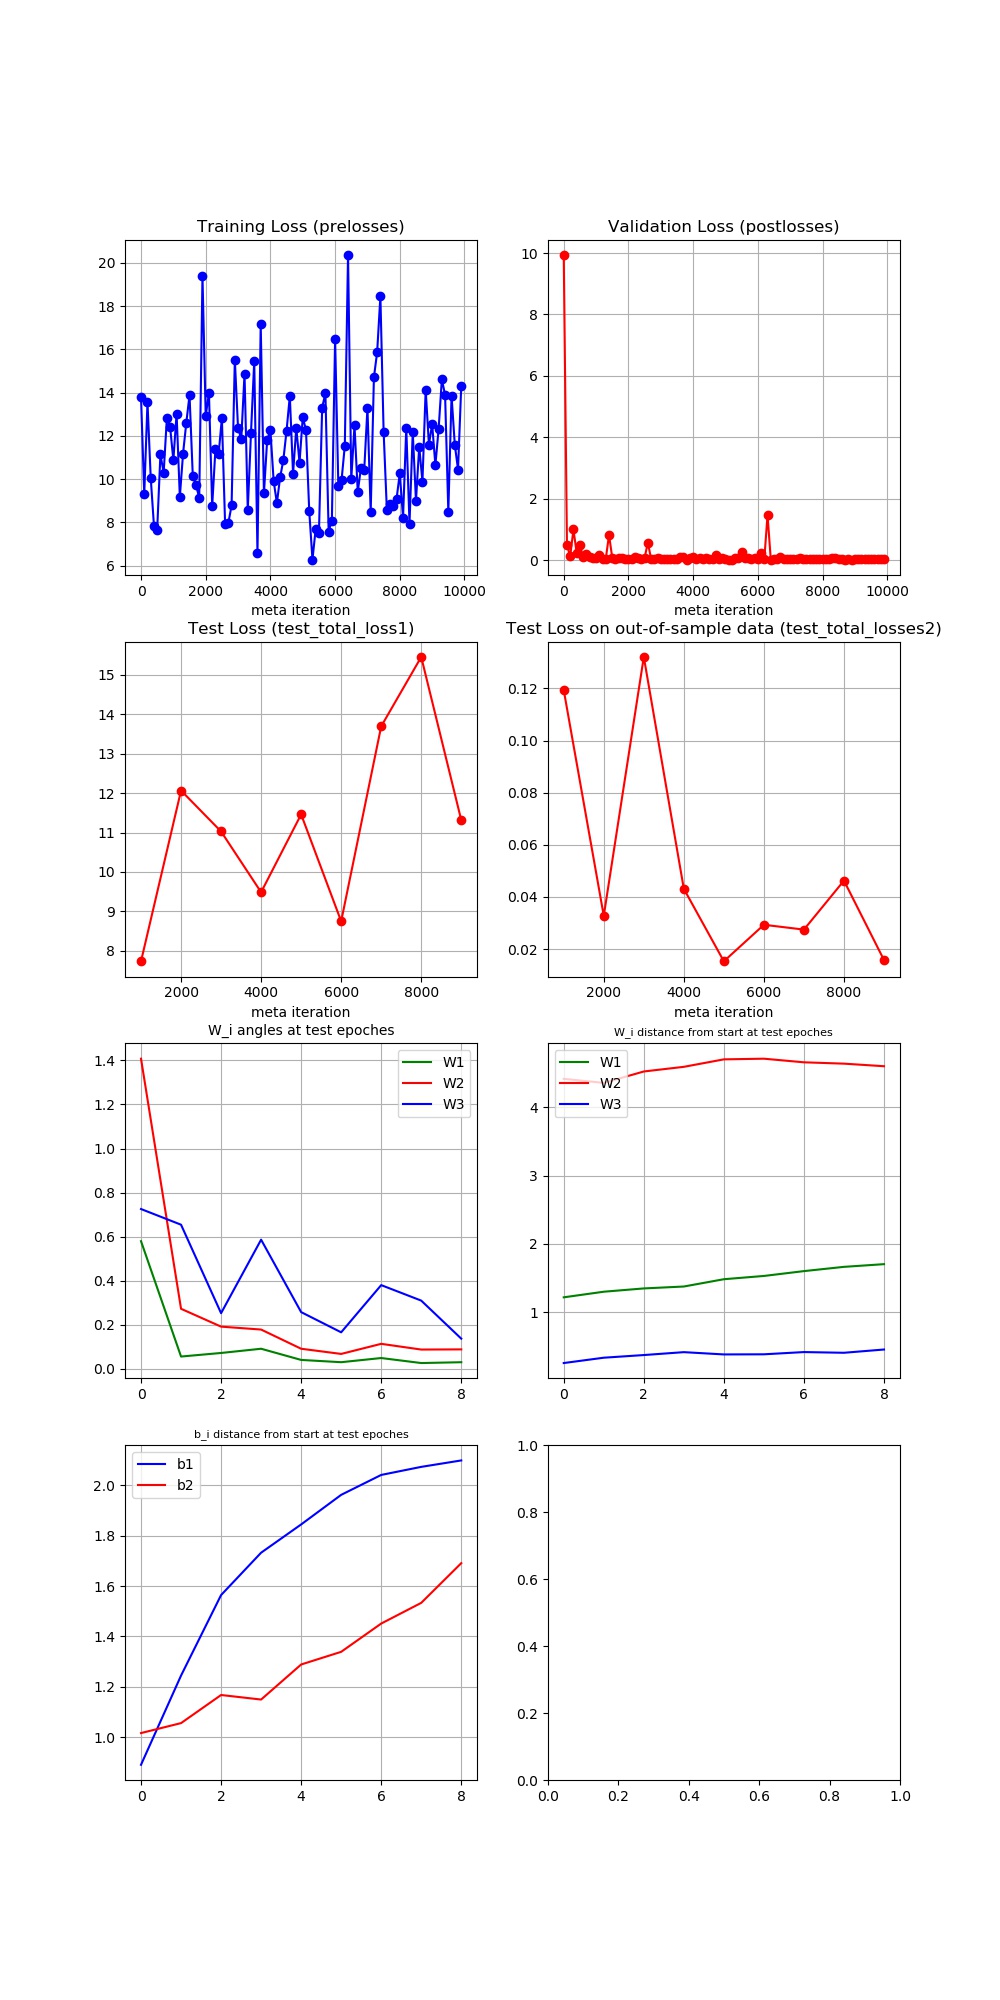 Training Loss (prelosses)
20
18
16
14
12
10
8
6
0 2000 4000 6000 8000 10000
meta iteration
Validation Loss (postlosses)
10
8
6
4
2
0
0 2000 4000 6000 8000 10000
meta iteration
Test Loss (test_total_loss1)
15
14
13
12
11
10
9
8
2000 4000 6000 8000
meta iteration
Test Loss on out-of-sample data (test_total_losses2)
0.12
0.10
0.08
0.06
0.04
0.02
2000 4000 6000 8000
meta iteration
W_i angles at test epoches
1.4
1.2
1.0
0.8
0.6
0.4
0.2
0.0
W1
W2
W3
0 2 4 6 8
W_i distance from start at test epoches
4
3
2
1
W1
W2
W3
0 2 4 6 8
b_i distance from start at test epoches
2.0
1.8
1.6
1.4
1.2
1.0
b1
b2
0 2 4 6 8
1.0
0.8
0.6
0.4
0.2
0.0
0.0 0.2 0.4 0.6 0.8 1.0